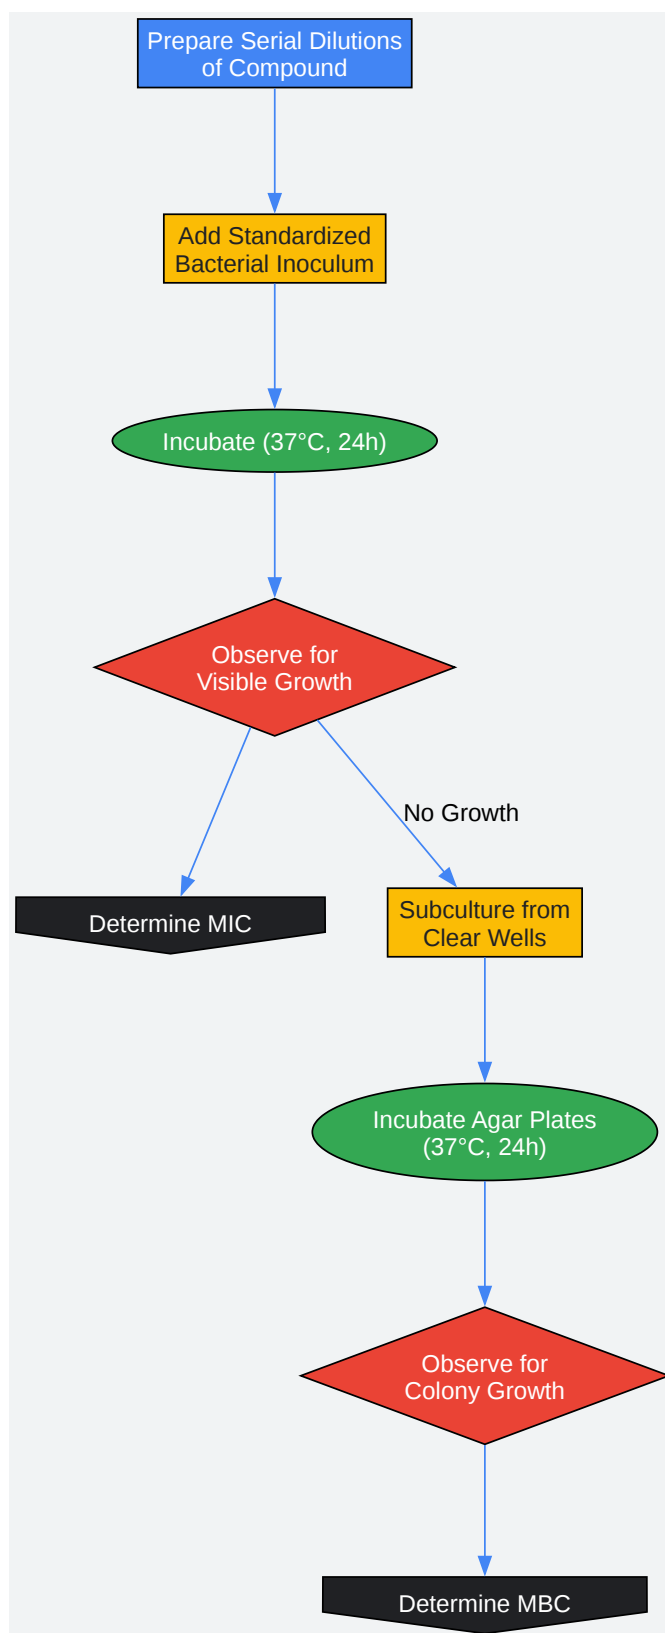 Prepare Serial Dilutions
of Compound
Add Standardized
Bacterial Inoculum
Incubate (37°C, 24h)
Observe for
Visible Growth
No Growth
Determine MIC
Subculture from
Clear Wells
Incubate Agar Plates
(37°C, 24h)
Observe for
Colony Growth
Determine MBC